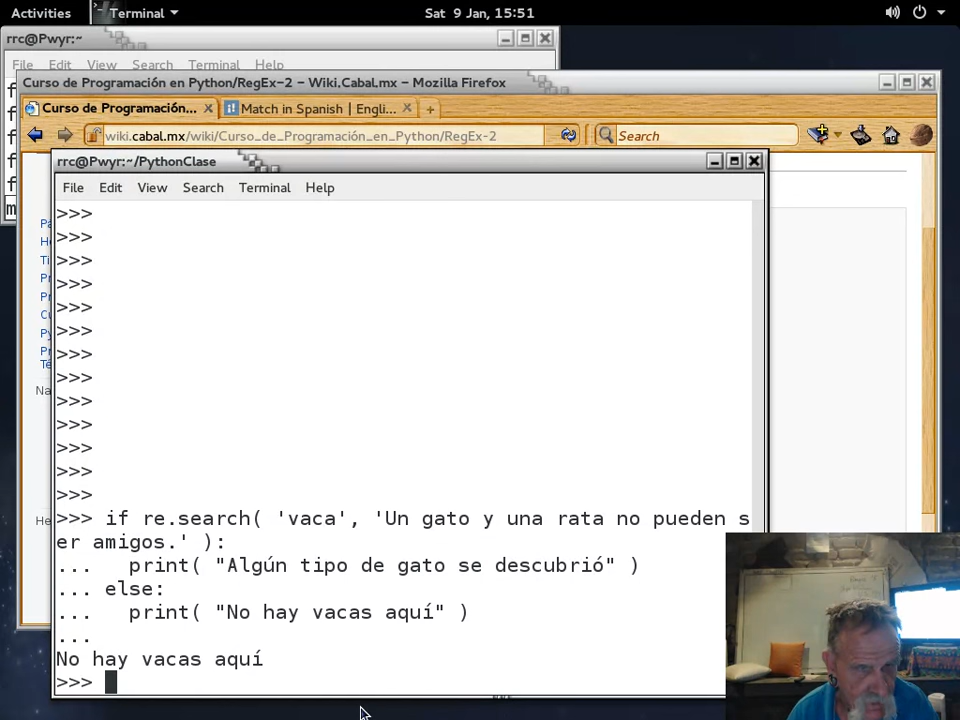 Activities
Terminal
Sat 9 Jan, 15:51
rrc@Pwyr:~
File Edit View Search Terminal Help
Curso de Programación en Python/RegEx-2 – Wiki.Cabal.mx – Mozilla Firefox
Curso de Programación...
Match in Spanish | Engli...
wiki.cabal.mx/wiki/Curso_de_Programación_en_Python/RegEx-2
Search
rrc@Pwyr:~/PythonClase
File Edit View Search Terminal Help
>>>
>>>
>>>
>>>
>>>
>>>
>>>
>>>
>>>
>>>
>>>
>>>
>>>
>>> if re.search( 'vaca', 'Un gato y una rata no pueden s
er amigos.' ):
...   print( "Algún tipo de gato se descubrió" )
... else:
...   print( "No hay vacas aquí" )
...
No hay vacas aquí
>>>